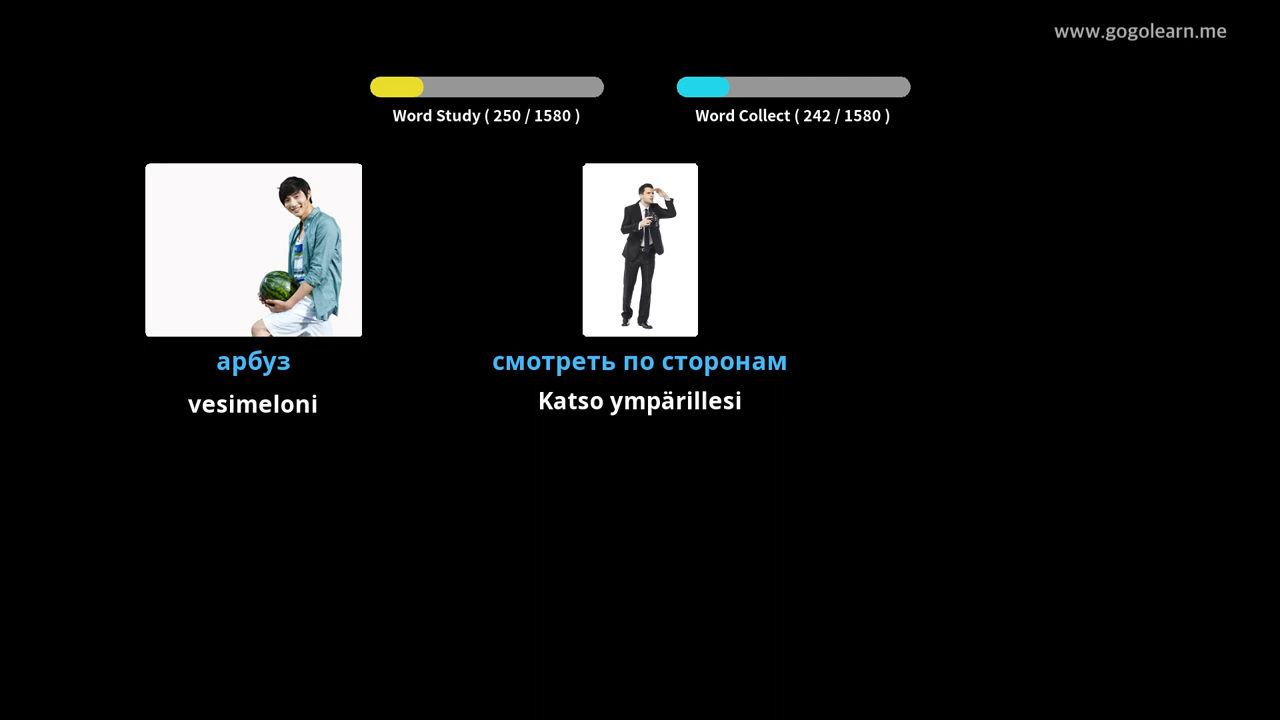 www.gogolearn.me
Word Study ( 250 / 1580 )
Word Collect ( 242 / 1580 )
арбуз
vesimeloni
смотреть по сторонам
Katso ympärillesi